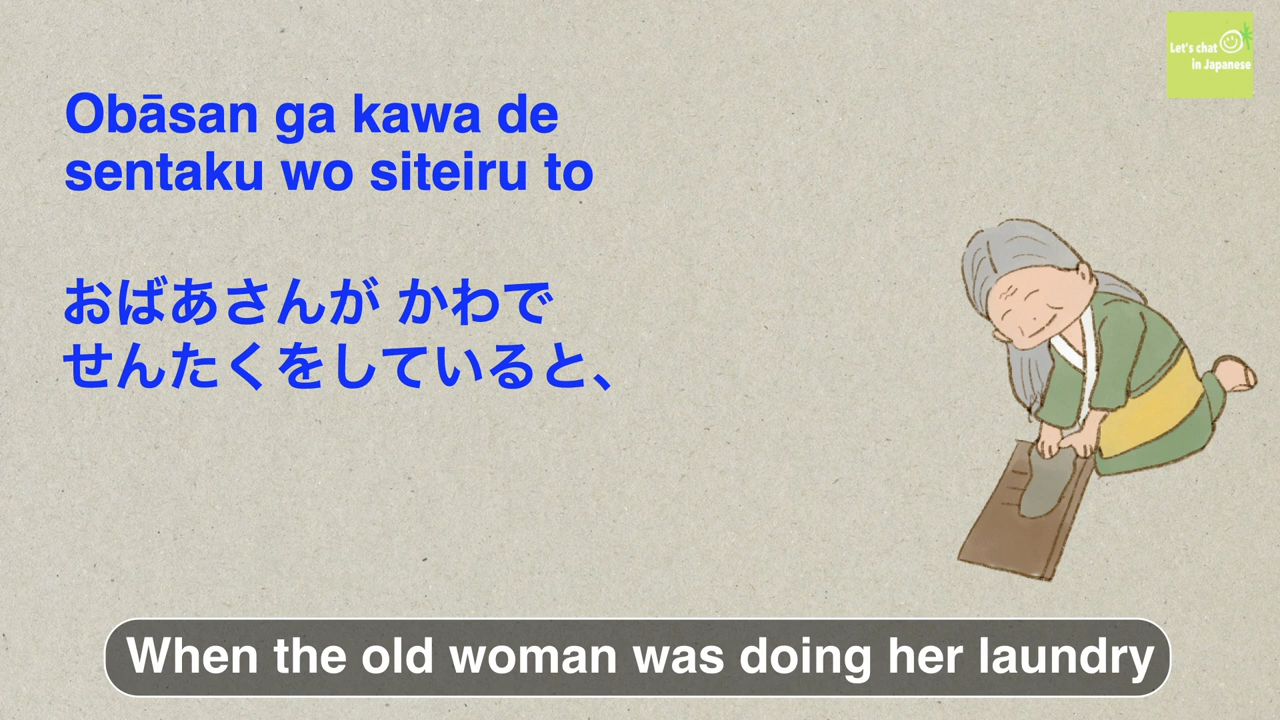 Let's chat
in Japanese
Obāsan ga kawa de
sentaku wo siteiru to
おばあさんが かわで
せんたくをしていると、
When the old woman was doing her laundry